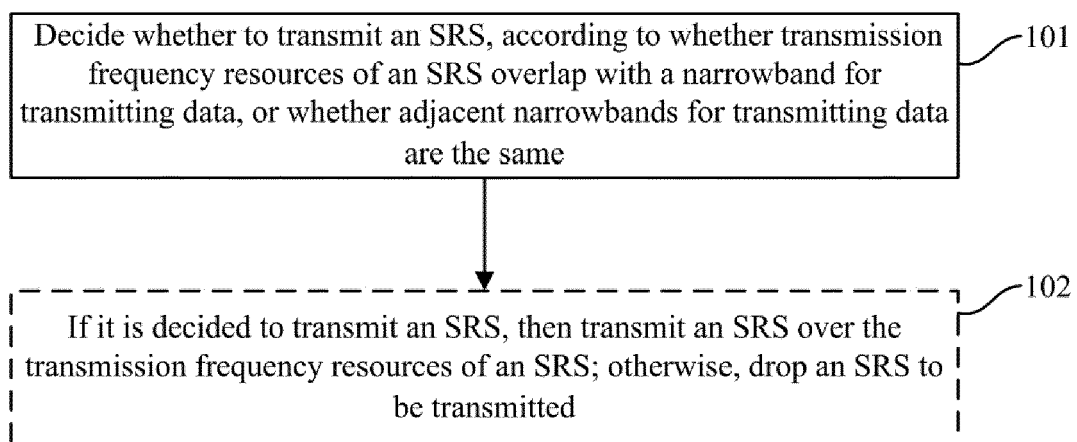 Decide whether to transmit an SRS, according to whether transmission
frequency resources of an SRS overlap with a narrowband for
transmitting data, or whether adjacent narrowbands for transmitting data
are the same
101
If it is decided to transmit an SRS, then transmit an SRS over the
transmission frequency resources of an SRS; otherwise, drop an SRS to
be transmitted
102